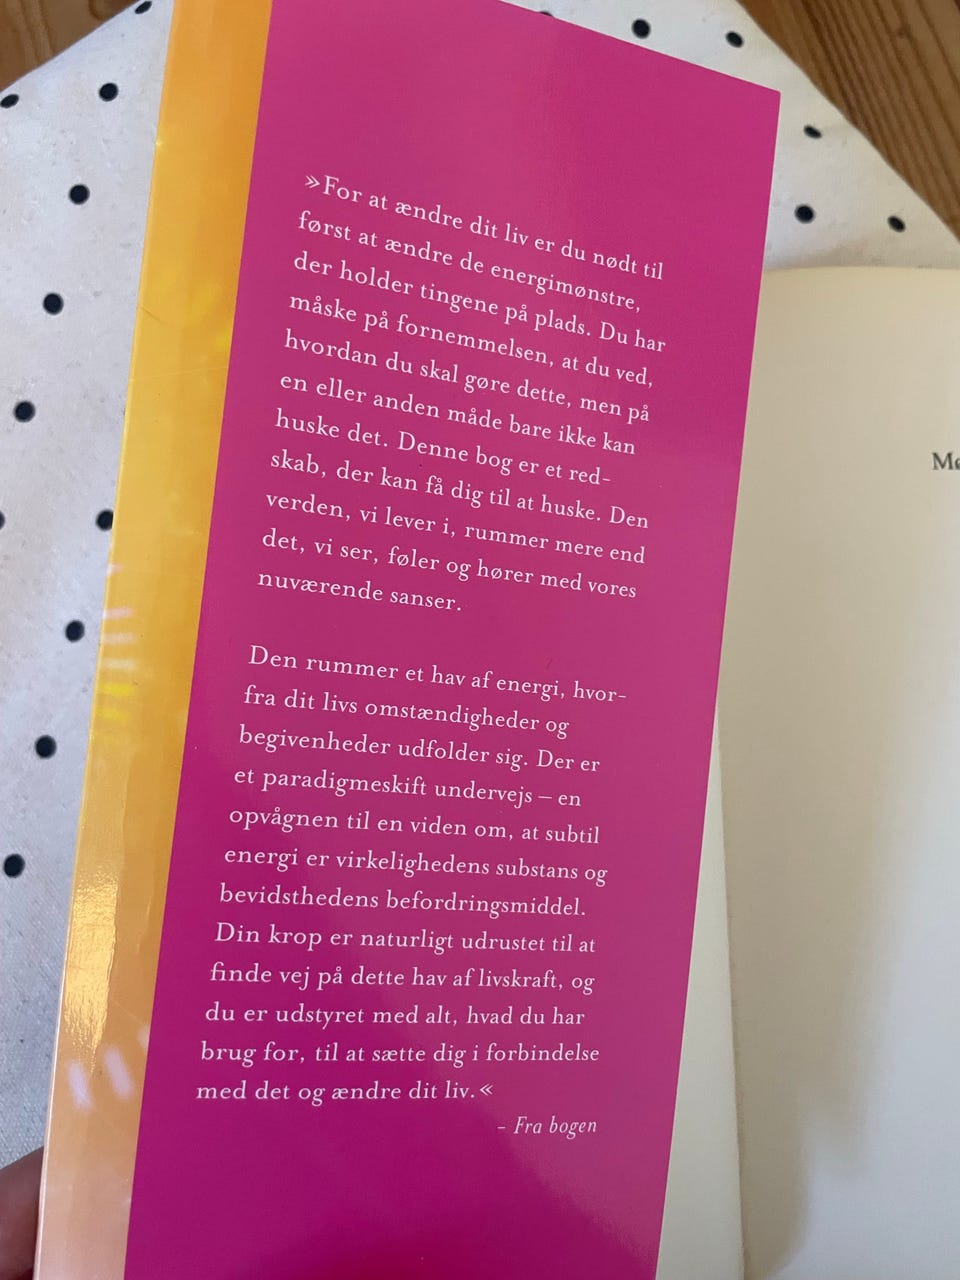 »For at ændre dit liv er du nødt til
først at ændre de energimønstre,
der holder tingene på plads. Du har
måske på fornemmelsen, at du ved,
hvordan du skal gøre dette, men på
en eller anden måde bare ikke kan
huske det. Denne bog er et red-
skab, der kan få dig til at huske. Den
verden, vi lever i, rummer mere end
det, vi ser, føler og hører med vores
nuværende sanser.
Den rummer et hav af energi, hvor-
fra dit livs omstændigheder og
begivenheder udfolder sig. Der er
et paradigmeskift undervejs – en
opvågnen til en viden om, at subtil
energi er virkelighedens substans og
bevidsthedens befordringsmiddel.
Din krop er naturligt udrustet til at
finde vej på dette hav af livskraft, og
du er udstyret med alt, hvad du har
brug for, til at sætte dig i forbindelse
med det og ændre dit liv.«
– Fra bogen